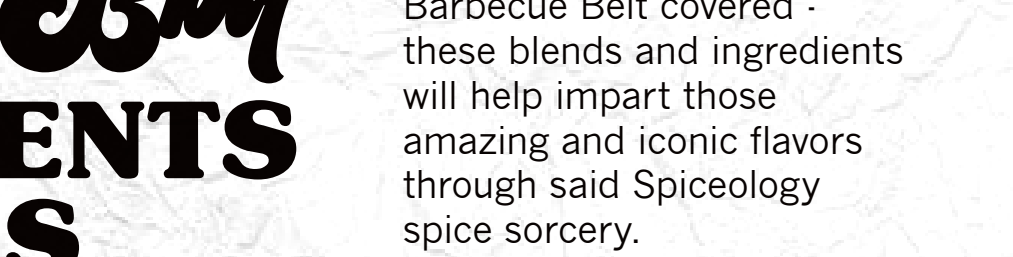 ENTS
S
Barbecue Belt covered -
these blends and ingredients
will help impart those
amazing and iconic flavors
through said Spiceology
spice sorcery.